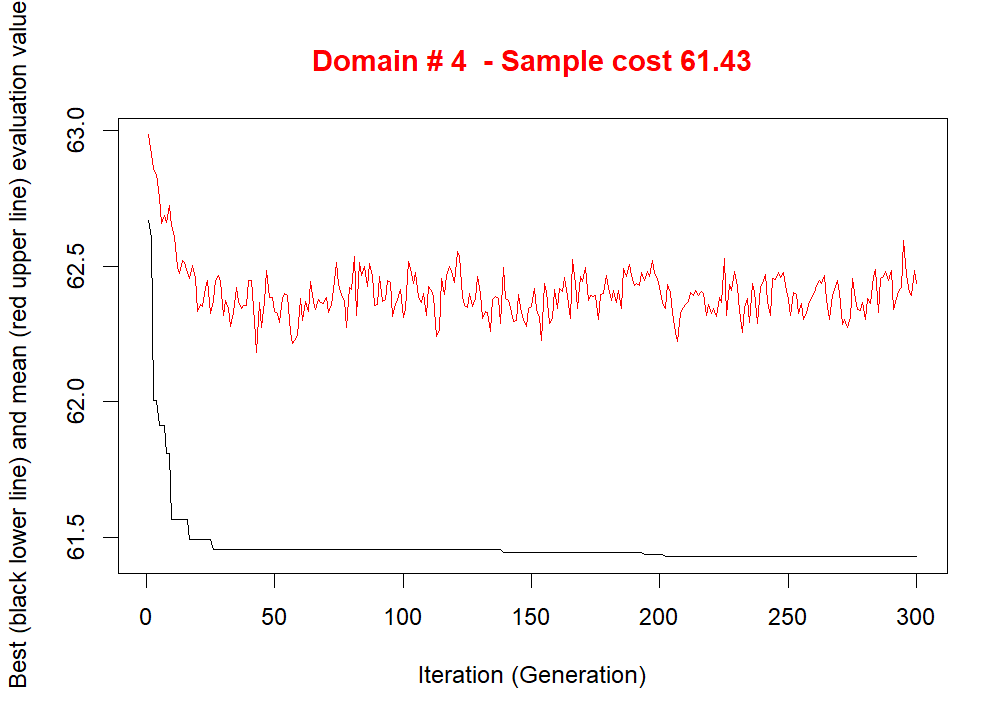 Domain # 4  - Sample cost 61.43
Best (black lower line) and mean (red upper line) evaluation value
63.0
62.5
62.0
61.5
0 50 100 150 200 250 300
Iteration (Generation)